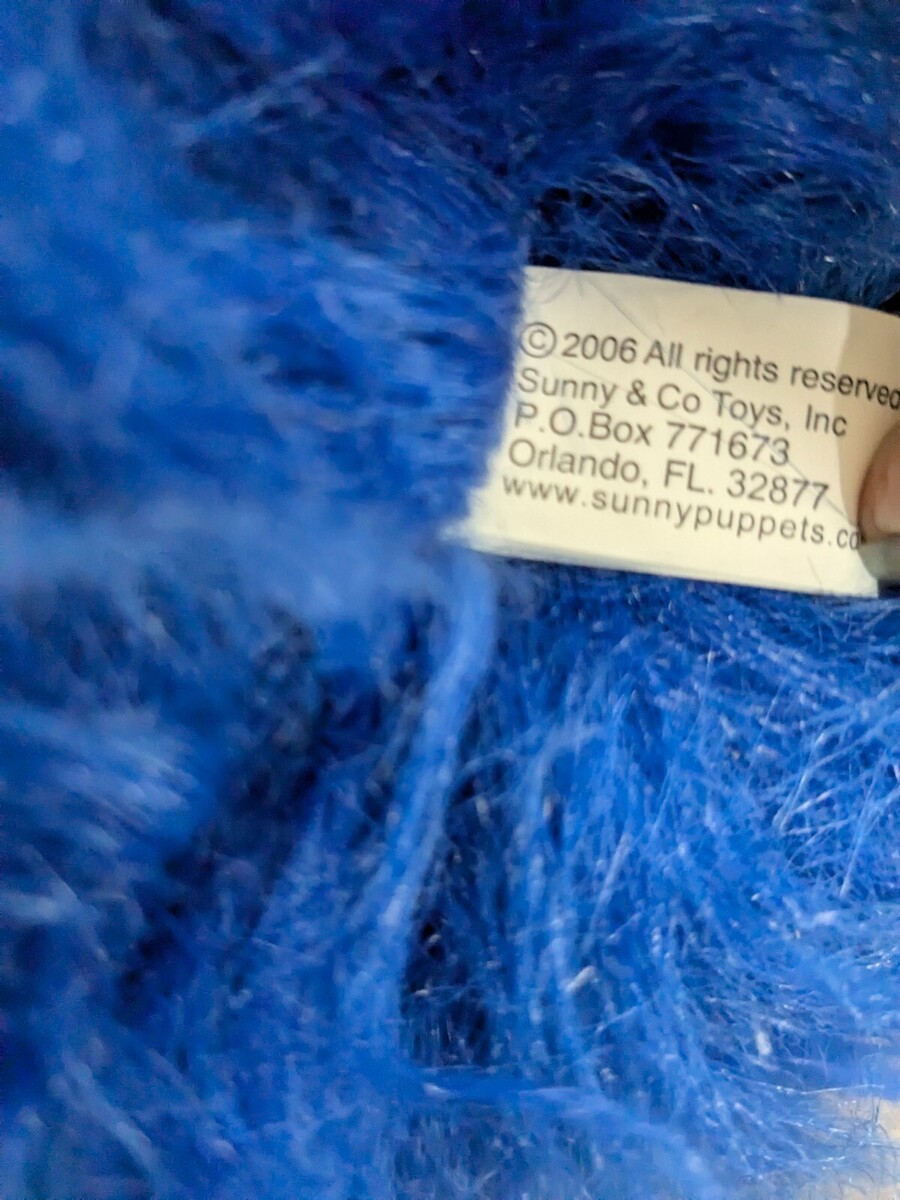 © 2006 All rights reserved
Sunny & Co Toys, Inc
P.O.Box 771673
Orlando, FL. 32877
www.sunnypuppets.co